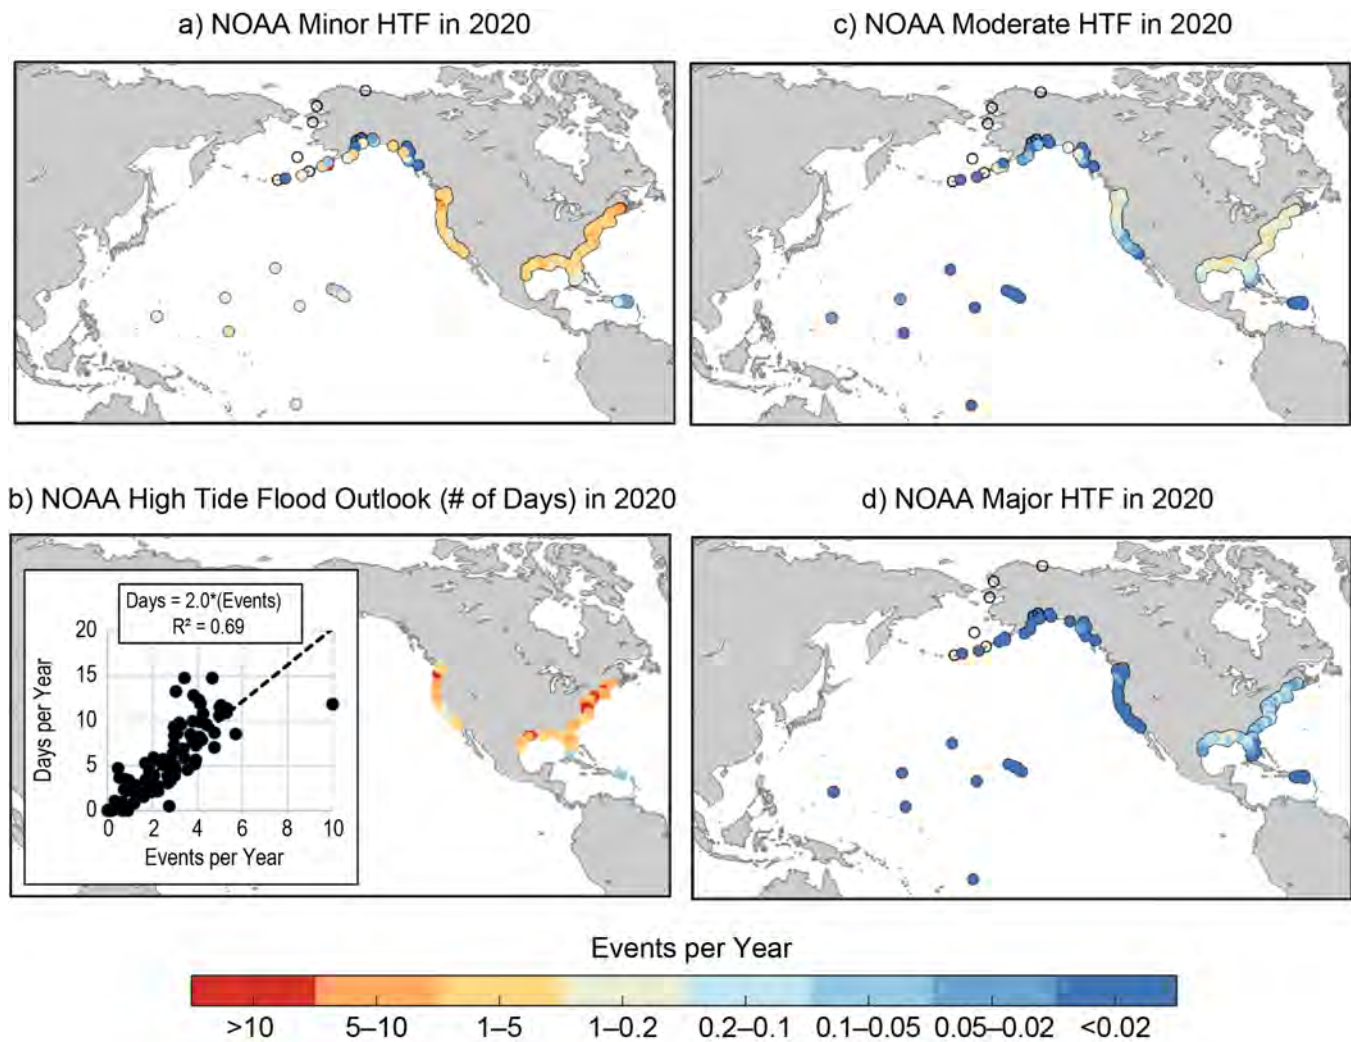 a) NOAA Minor HTF in 2020
c) NOAA Moderate HTF in 2020
b) NOAA High Tide Flood Outlook (# of Days) in 2020
Days = 2.0*(Events)
R² = 0.69
20
15
10
5
0
Days per Year
0 2 4 6 8 10
Events per Year
d) NOAA Major HTF in 2020
Events per Year
>10 5–10 1–5 1–0.2 0.2–0.1 0.1–0.05 0.05–0.02 <0.02